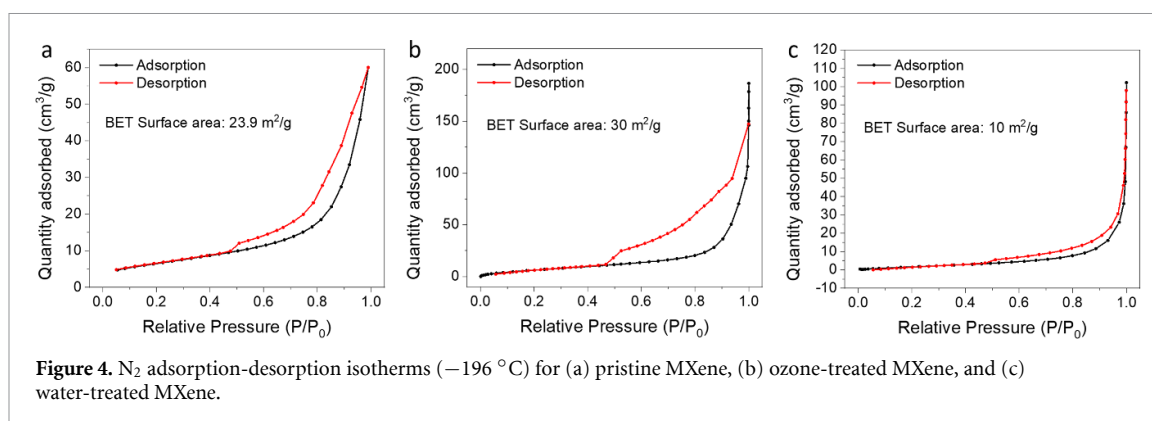 a
60
50
40
30
20
10
0
Quantity adsorbed (cm³/g)
Adsorption
Desorption
BET Surface area: 23.9 m²/g
0.0 0.2 0.4 0.6 0.8 1.0
Relative Pressure (P/P₀)
b
200
150
100
50
0
Quantity adsorbed (cm³/g)
Adsorption
Desorption
BET Surface area: 30 m²/g
0.0 0.2 0.4 0.6 0.8 1.0
Relative Pressure (P/P₀)
c
120
110
100
90
80
70
60
50
40
30
20
10
0
-10
Quantity adsorbed (cm³/g)
Adsorption
Desorption
BET Surface area: 10 m²/g
0.0 0.2 0.4 0.6 0.8 1.0
Relative Pressure (P/P₀)
Figure 4. N₂ adsorption-desorption isotherms (−196 °C) for (a) pristine MXene, (b) ozone-treated MXene, and (c)
water-treated MXene.